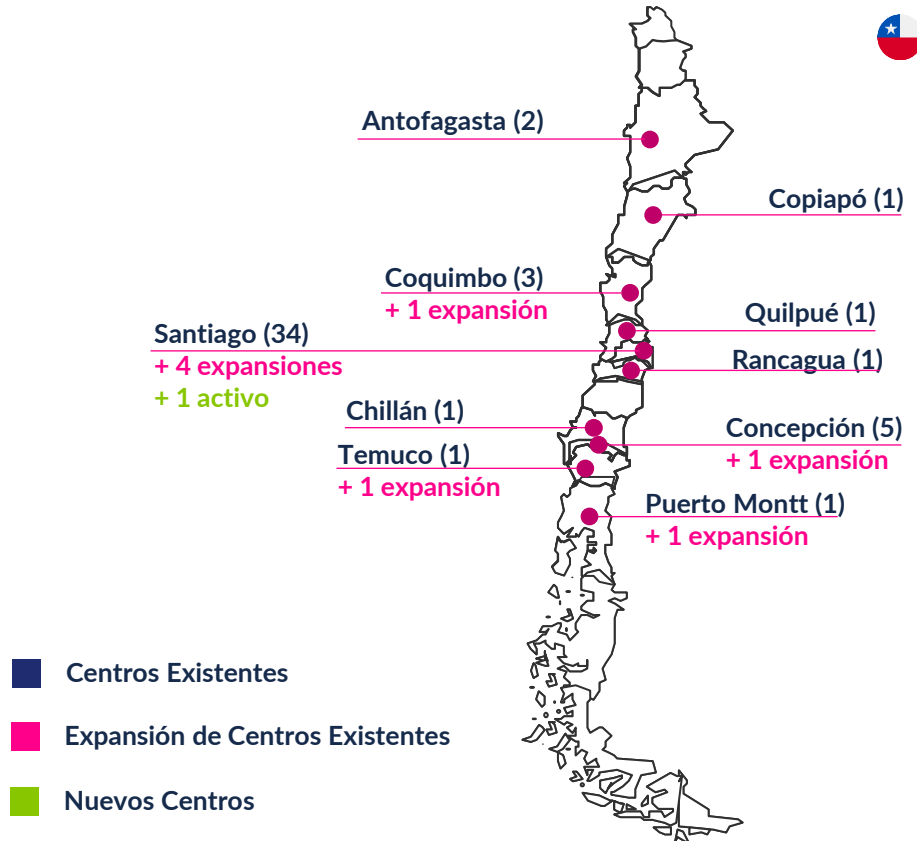 Antofagasta (2)
Copiapó (1)
Coquimbo (3)
+ 1 expansión
Quilpué (1)
Santiago (34)
+ 4 expansiones
+ 1 activo
Rancagua (1)
Chillán (1)
Concepción (5)
+ 1 expansión
Temuco (1)
+ 1 expansión
Puerto Montt (1)
+ 1 expansión
Centros Existentes
Expansión de Centros Existentes
Nuevos Centros